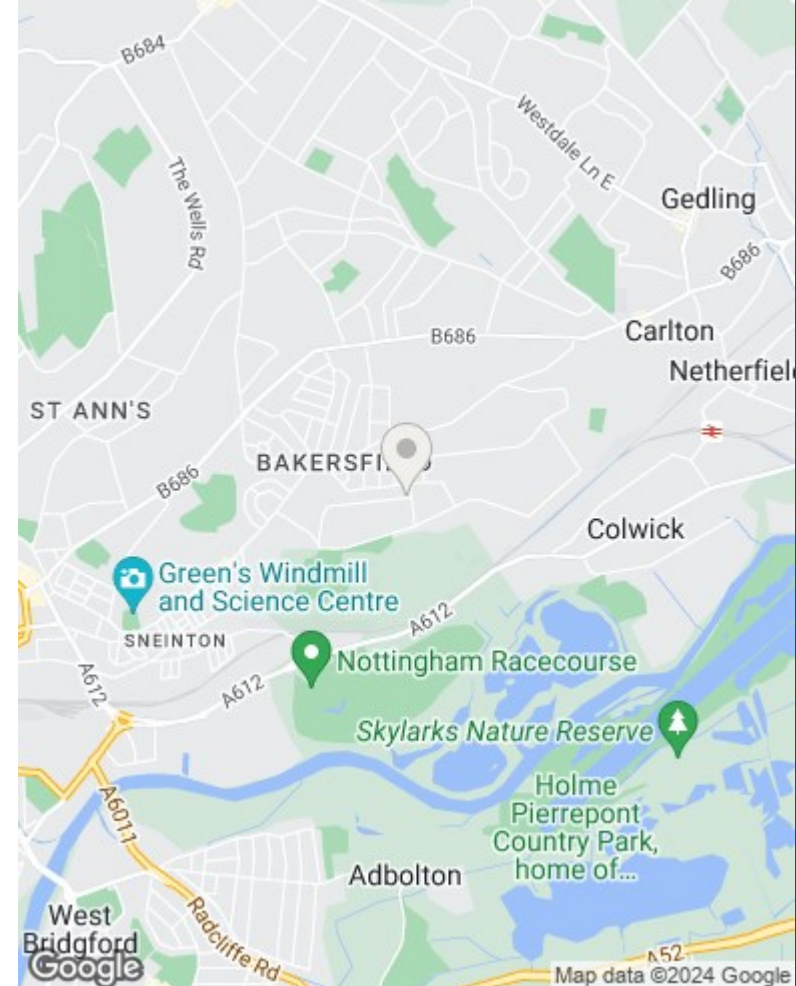 B684
Westdale Ln E
The Wells Rd
Gedling
B686
B686
Carlton
Netherfield
ST ANN'S
BAKERSFIELD
B686
Colwick
Green's Windmill
and Science Centre
SNEINTON
A612
Nottingham Racecourse
A612
A612
Skylarks Nature Reserve
Holme
Pierrepont
Country Park,
home of...
A6011
Adbolton
Radcliffe Rd
West
Bridgford
A52
Google
Map data ©2024 Google